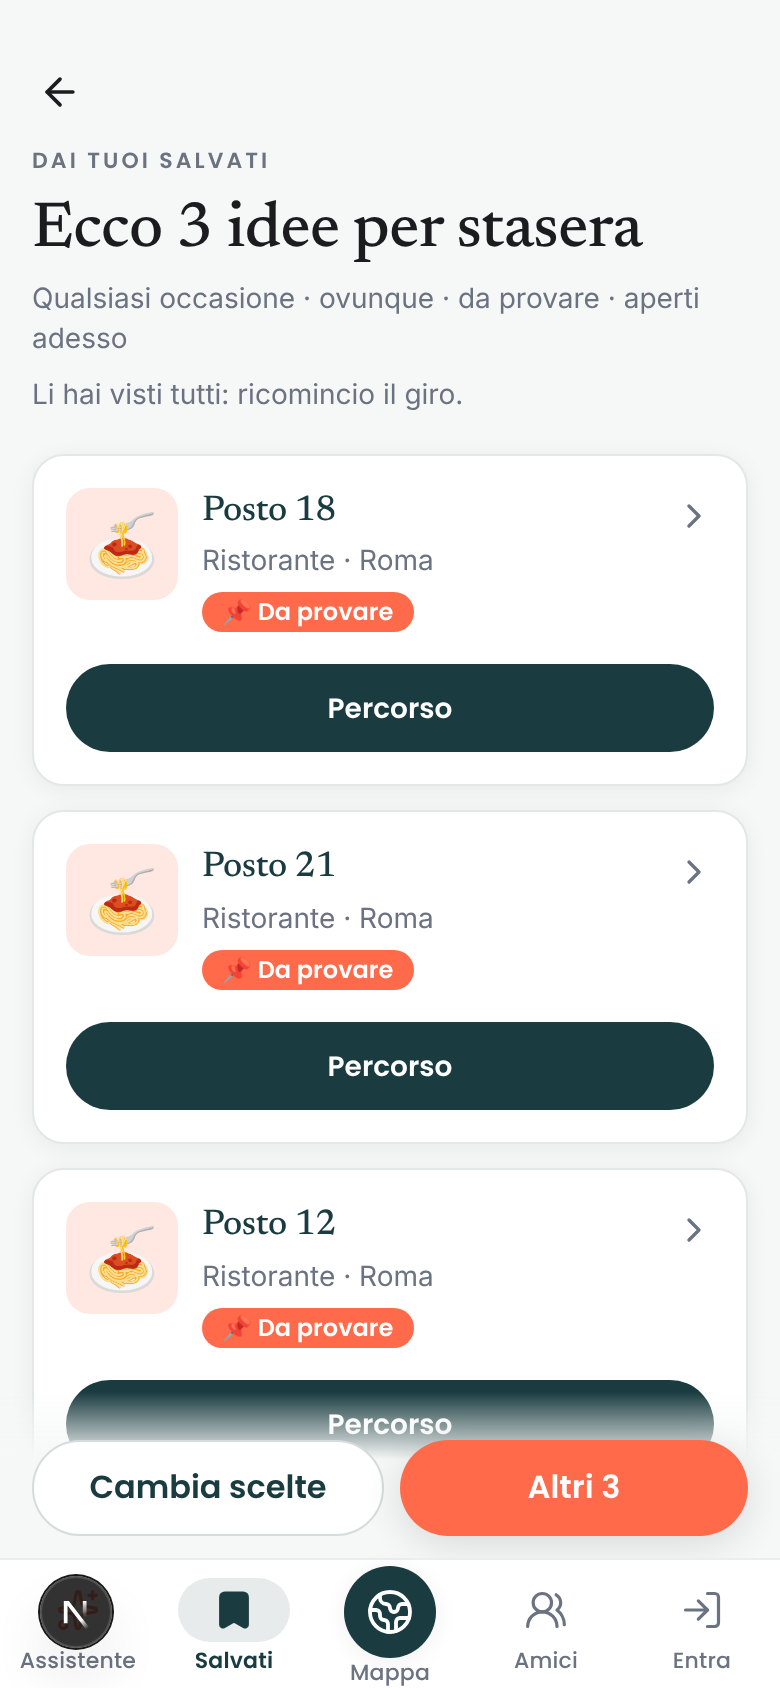 DAI TUOI SALVATI
Ecco 3 idee per stasera
Qualsiasi occasione · ovunque · da provare · aperti
adesso
Li hai visti tutti: ricomincio il giro.
Posto 18
Ristorante · Roma
📌 Da provare
Percorso
Posto 21
Ristorante · Roma
📌 Da provare
Percorso
Posto 12
Ristorante · Roma
📌 Da provare
Percorso
Cambia scelte
Altri 3
N
Assistente
Salvati
Mappa
Amici
Entra